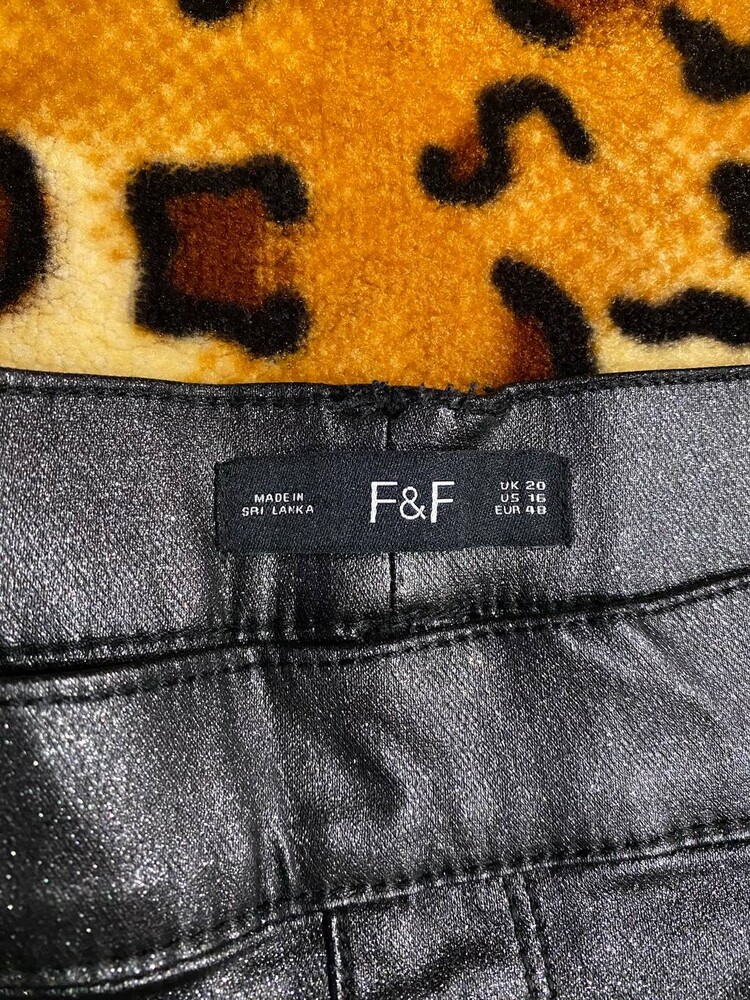 MADE IN
SRI LANKA
F&F
UK 20
US 16
EUR 48